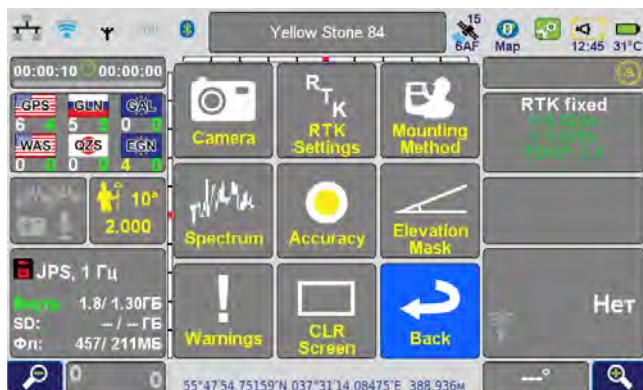 Yellow Stone 84
15
6AF
Map
12:45
31°C
00:00:10
00:00:00
GPS
GLN
GAL
6 4
5 5
0 0
WAS
QZS
EGN
0 0
0 0
4 0
Camera
RTK
RTK
Settings
Mounting
Method
RTK fixed
10°
2.000
Spectrum
Accuracy
Elevation
Mask
JPS, 1 Гц
1.8/ 1.30ГБ
SD: –/ – ГБ
Фл: 457/ 211МБ
Warnings
CLR
Screen
Back
Нет
0 0
55°47'54.75159"N 037°31'14.08475"E 388.936м
---°